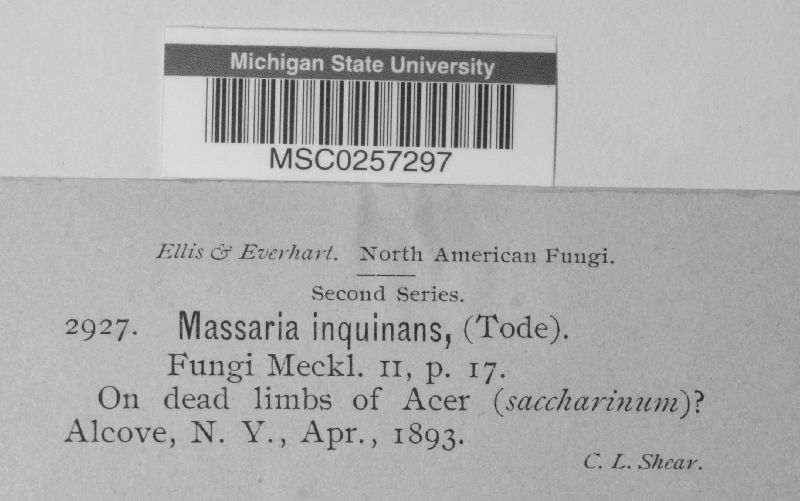 Michigan State University
MSC0257297
Ellis & Everhart. North American Fungi.
Second Series.
2927. Massaria inquinans, (Tode).
Fungi Meckl. II, p. 17.
On dead limbs of Acer (saccharinum)?
Alcove, N. Y., Apr., 1893.
C. L. Shear.